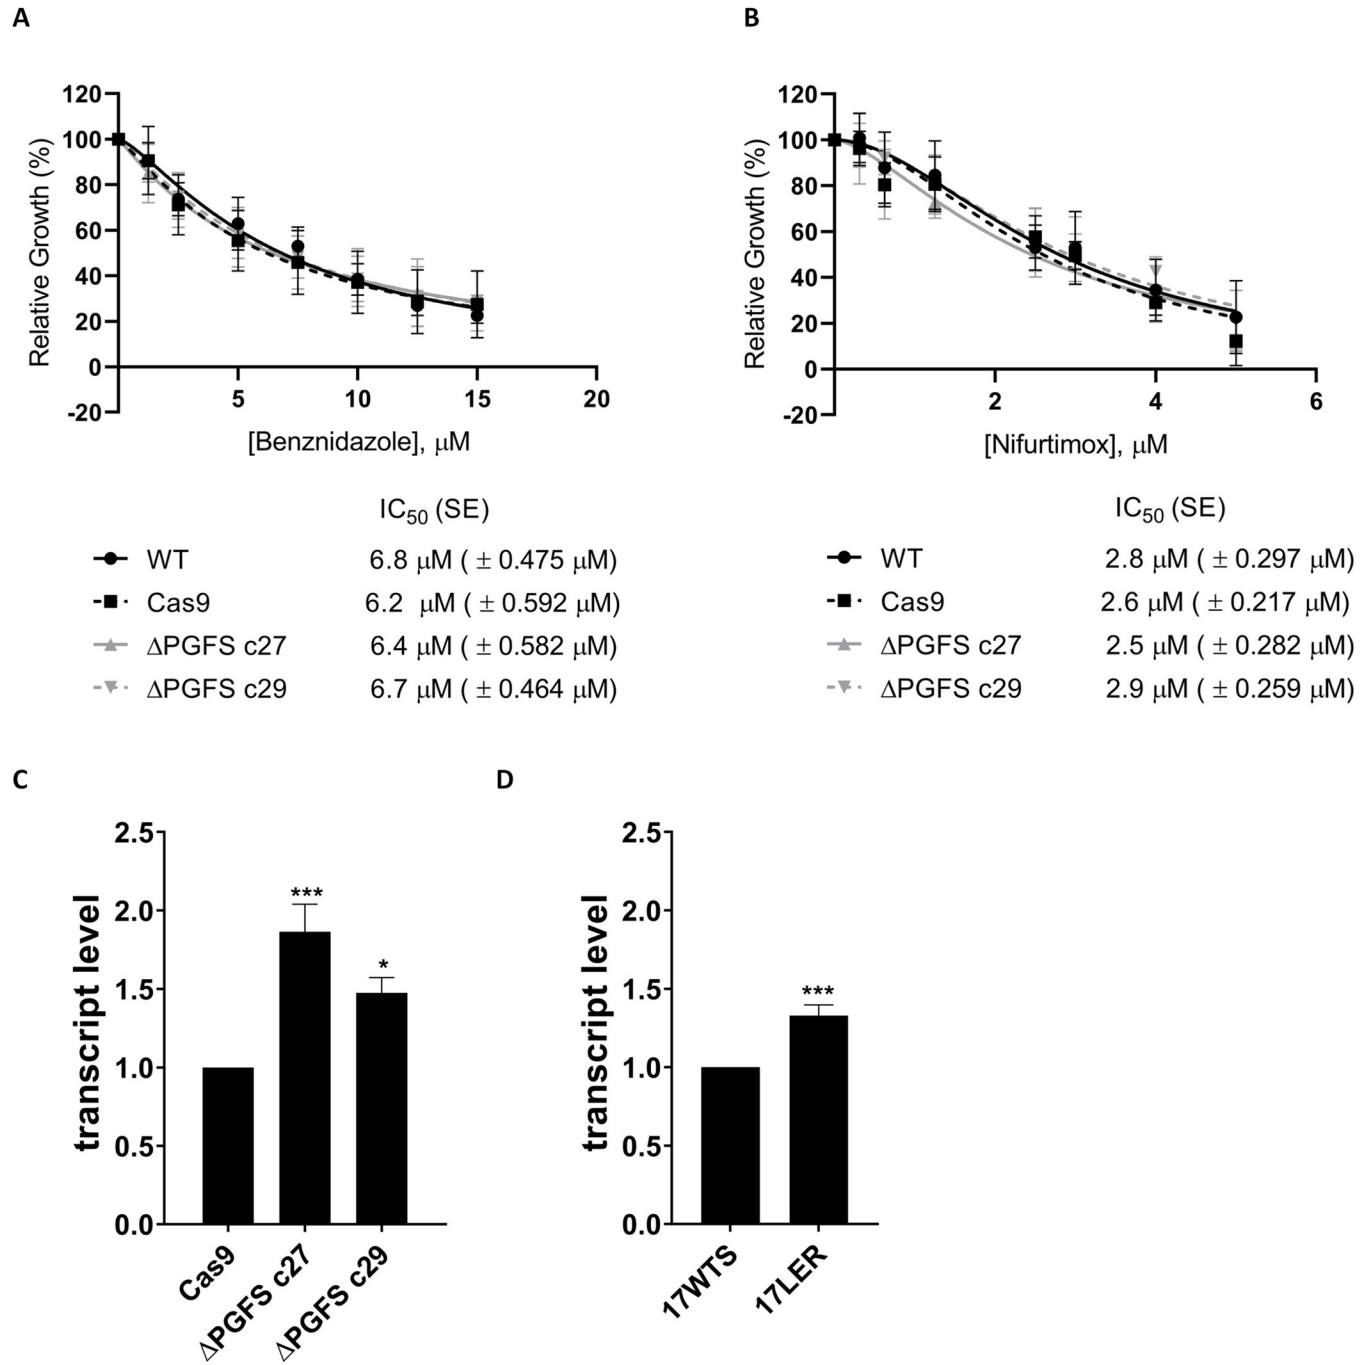 A
120
100
80
60
40
20
0
-20
Relative Growth (%)
5
10
15
20
[Benznidazole], μM
IC50 (SE)
WT 6.8 μM ( ± 0.475 μM)
Cas9 6.2 μM ( ± 0.592 μM)
ΔPGFS c27 6.4 μM ( ± 0.582 μM)
ΔPGFS c29 6.7 μM ( ± 0.464 μM)
B
120
100
80
60
40
20
0
-20
Relative Growth (%)
2
4
6
[Nifurtimox], μM
IC50 (SE)
WT 2.8 μM ( ± 0.297 μM)
Cas9 2.6 μM ( ± 0.217 μM)
ΔPGFS c27 2.5 μM ( ± 0.282 μM)
ΔPGFS c29 2.9 μM ( ± 0.259 μM)
C
2.5
2.0
1.5
1.0
0.5
0.0
transcript level
***
*
Cas9
ΔPGFS c27
ΔPGFS c29
D
2.5
2.0
1.5
1.0
0.5
0.0
transcript level
***
17WTS
17LER